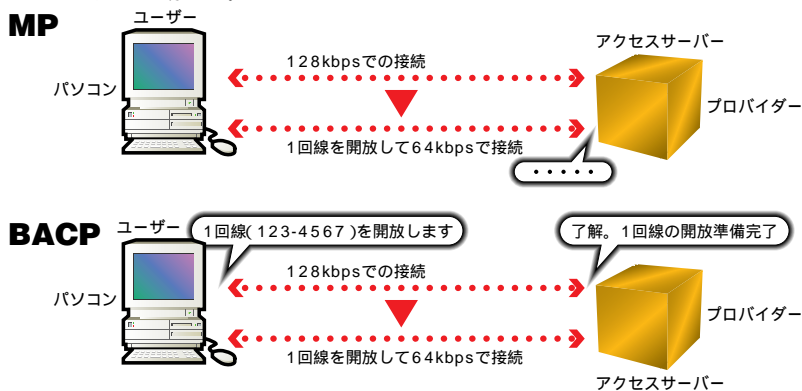 MP
ユーザー
パソコン
128kbpsでの接続
1回線を開放して64kbpsで接続
アクセスサーバー
プロバイダー
・・・・・
BACP
ユーザー
1回線(123-4567)を開放します
了解。1回線の開放準備完了
パソコン
128kbpsでの接続
1回線を開放して64kbpsで接続
プロバイダー
アクセスサーバー